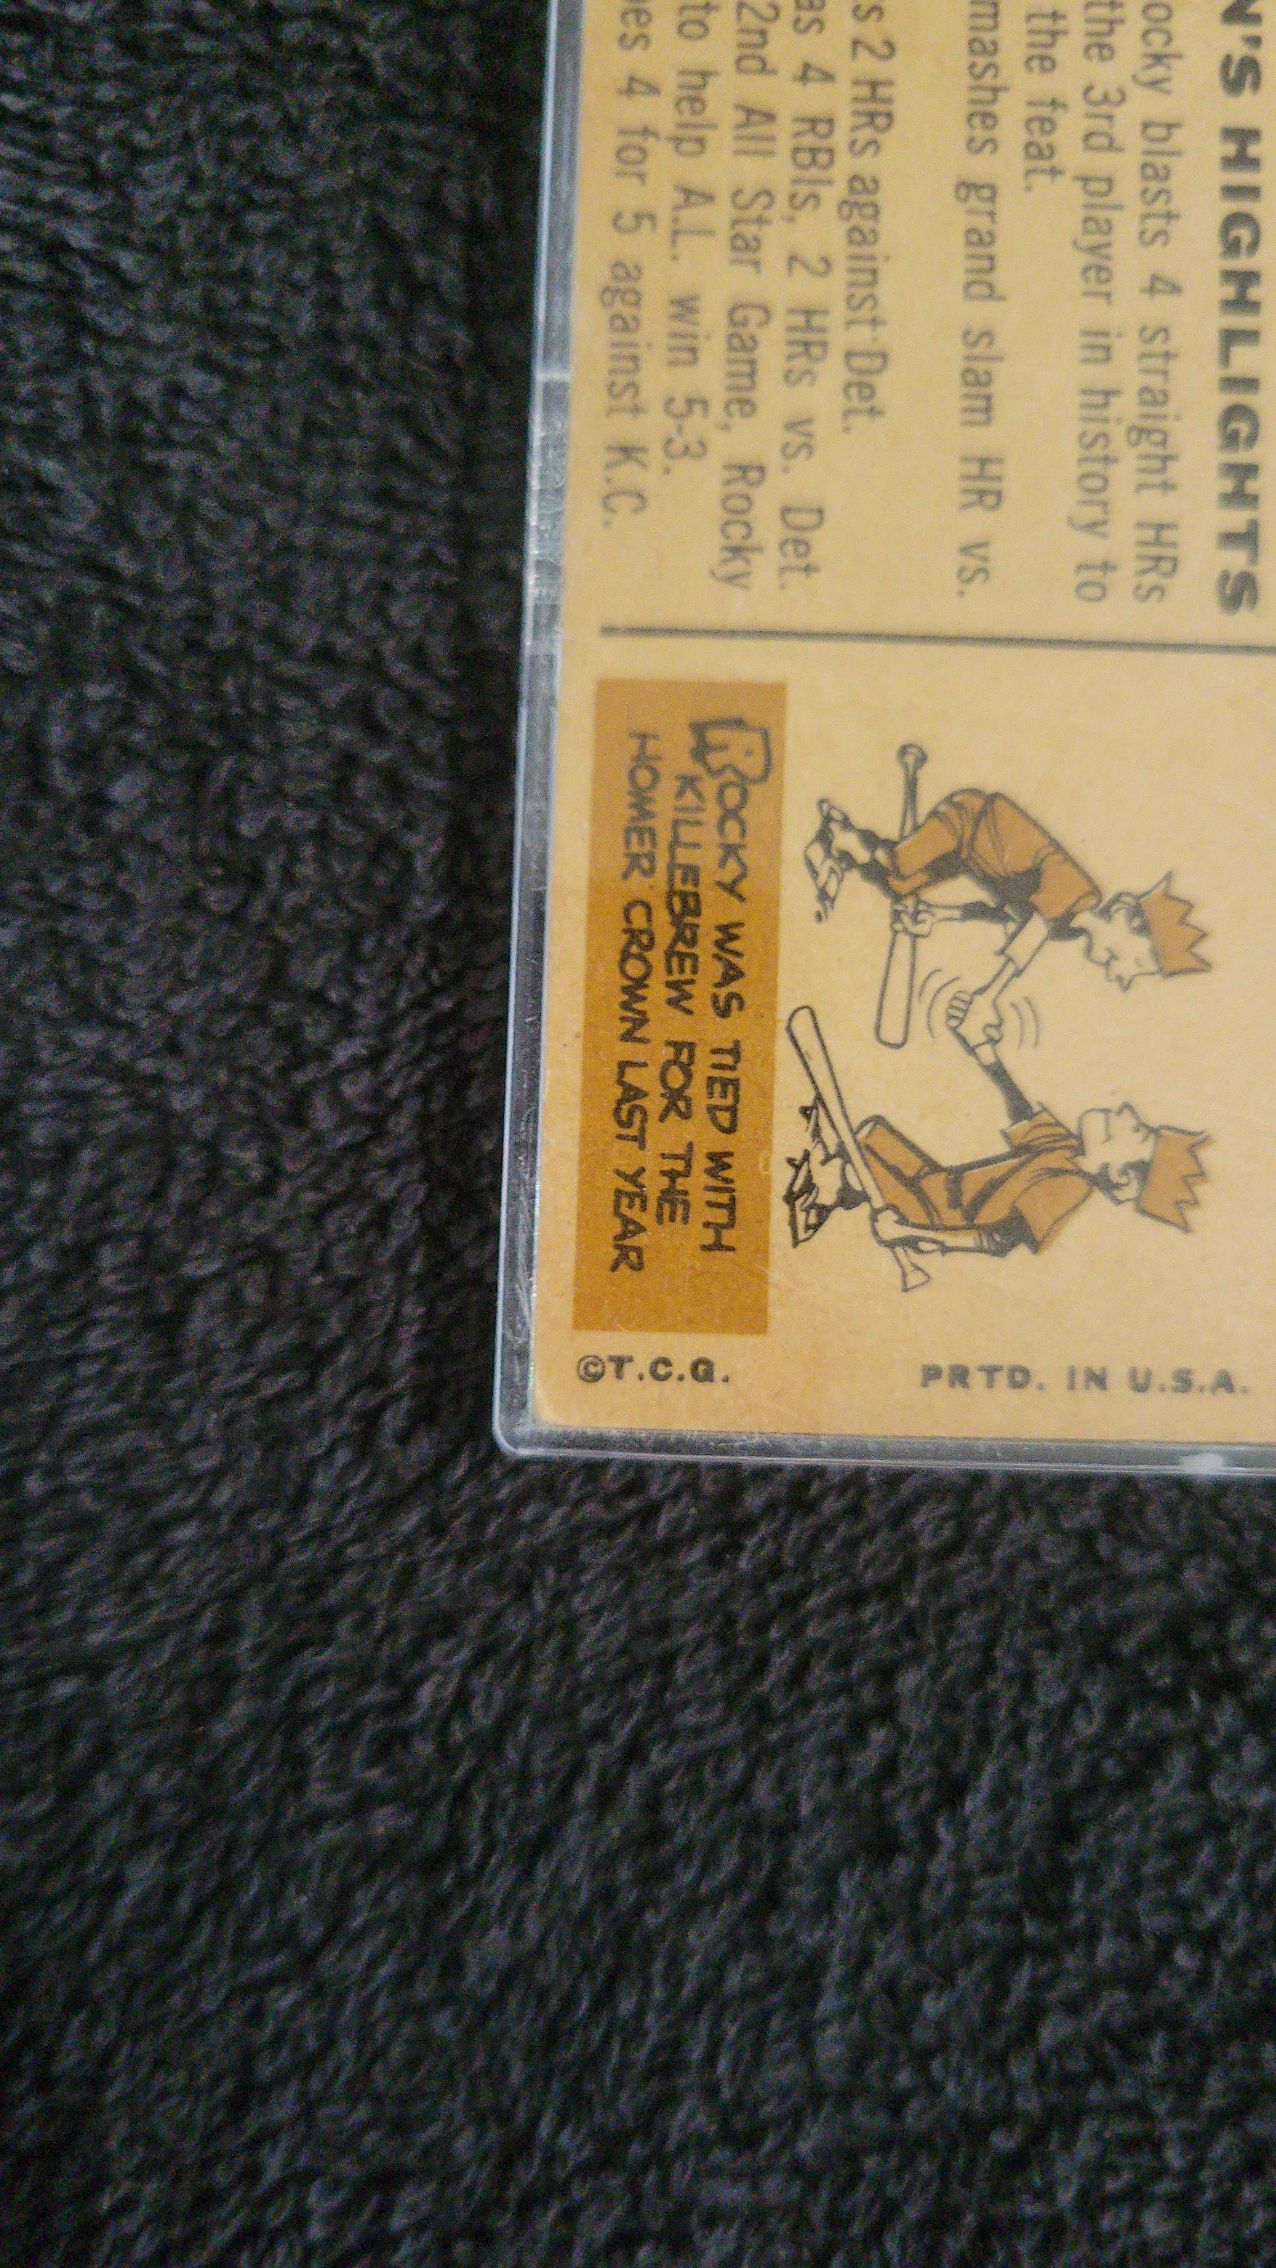 N'S HIGHLIGHTS
ocky blasts 4 straight HRs
the 3rd player in history to
the feat.
mashes grand slam HR vs.
s 2 HRs against Det.
as 4 RBIs, 2 HRs vs. Det.
2nd All Star Game, Rocky
to help A.L. win 5-3.
es 4 for 5 against K.C.
ROCKY WAS TIED WITH
KILLEBREW FOR THE
HOMER CROWN LAST YEAR
©T.C.G.
PRTD. IN U.S.A.